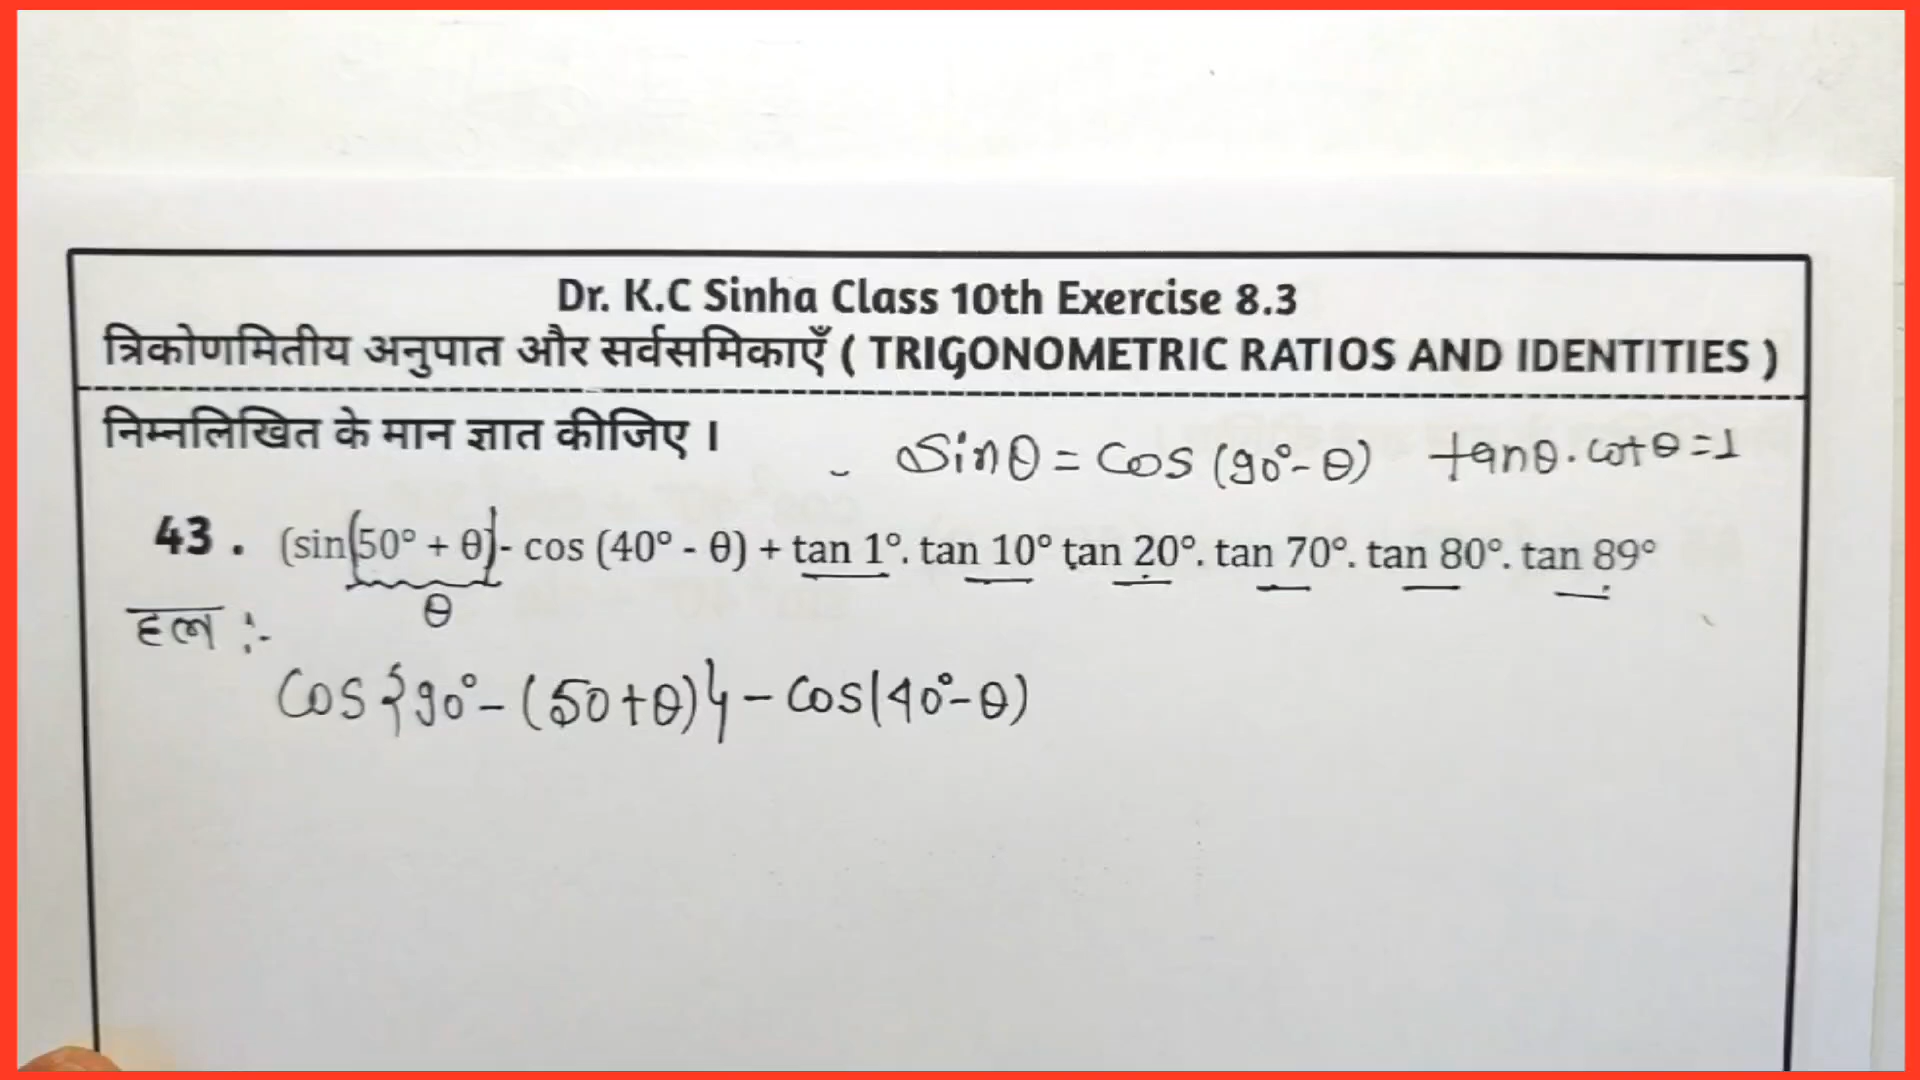 Dr. K.C Sinha Class 10th Exercise 8.3
त्रिकोणमितीय अनुपात और सर्वसमिकाएँ ( TRIGONOMETRIC RATIOS AND IDENTITIES )
निम्नलिखित के मान ज्ञात कीजिए ।
Sinθ = Cos (90°- θ) tanθ . cotθ = 1
43 . (sin(50° + θ)- cos (40° - θ) + tan 1°. tan 10° tan 20°. tan 70°. tan 80°. tan 89°
θ
हल :-
Cos {90° - (50+θ)} - Cos(40°-θ)